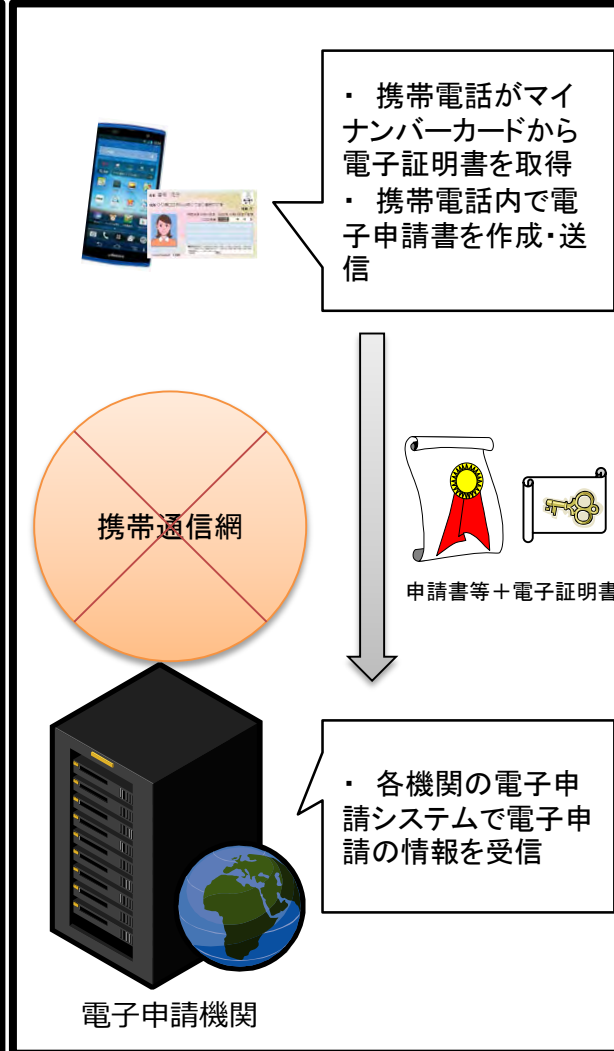 ・ 携帯電話がマイ
ナンバーカードから
電子証明書を取得
・ 携帯電話内で電
子申請書を作成・送
信
携帯通信網
申請書等＋電子証明書
・ 各機関の電子申
請システムで電子申
請の情報を受信
電子申請機関